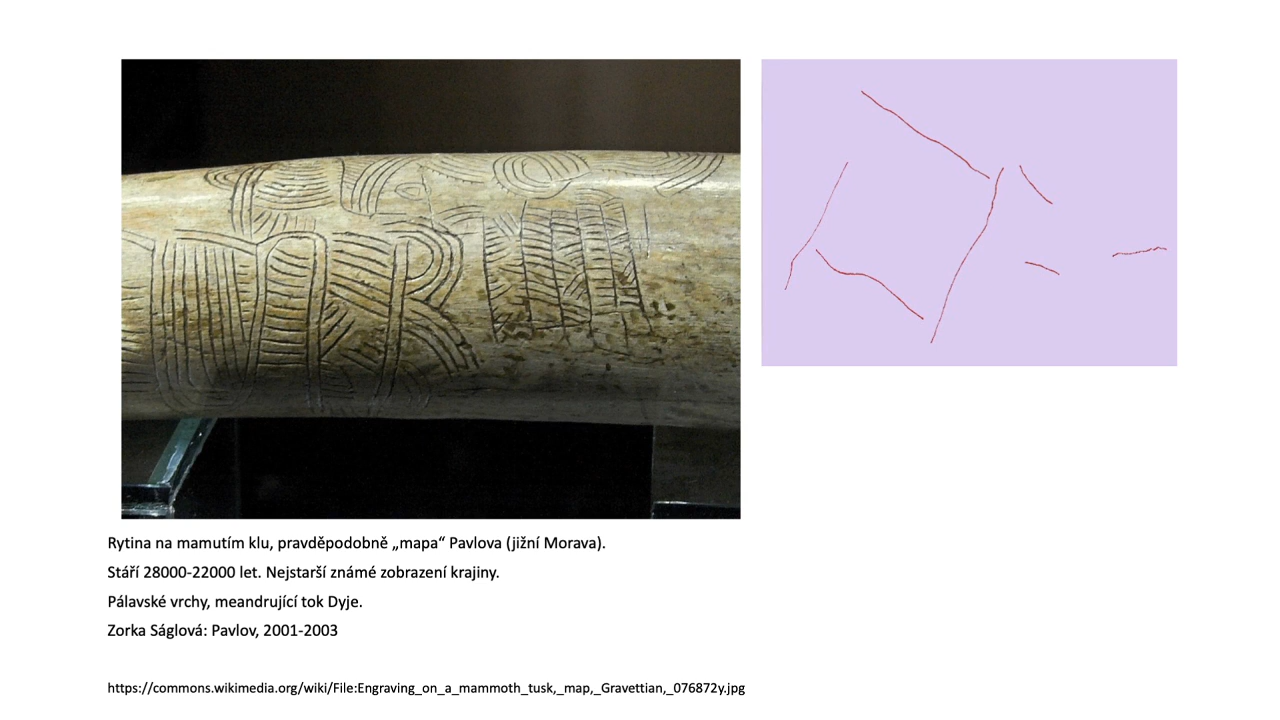 Rytina na mamutím klu, pravděpodobně „mapa“ Pavlova (jižní Morava).
Stáří 28000-22000 let. Nejstarší známé zobrazení krajiny.
Pálavské vrchy, meandrující tok Dyje.
Zorka Ságlová: Pavlov, 2001-2003
https://commons.wikimedia.org/wiki/File:Engraving_on_a_mammoth_tusk,_map,_Gravettian,_076872y.jpg